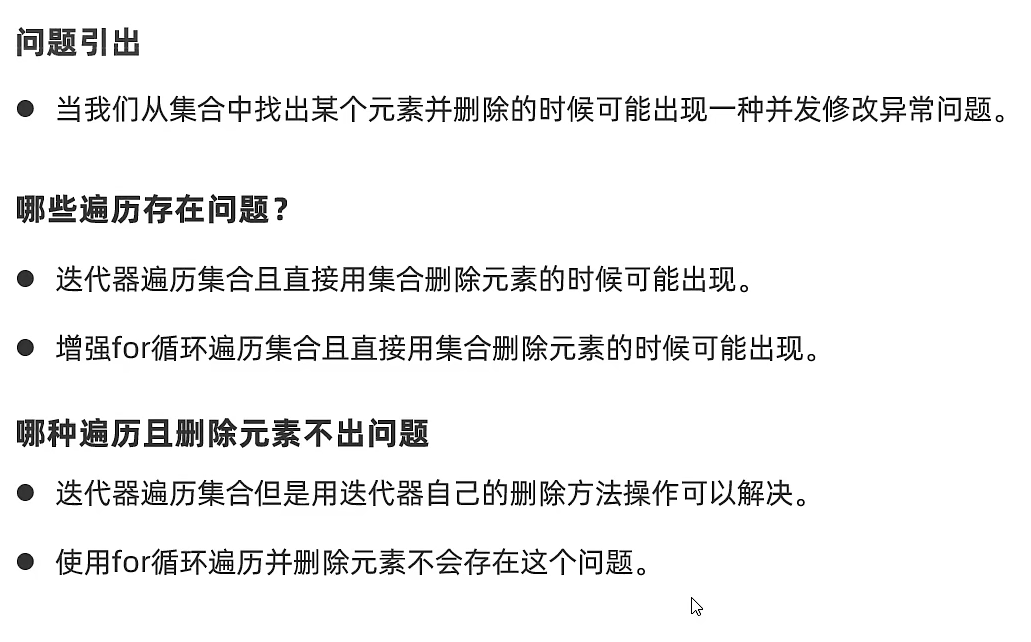 问题引出
● 当我们从集合中找出某个元素并删除的时候可能出现一种并发修改异常问题。
哪些遍历存在问题？
● 迭代器遍历集合且直接用集合删除元素的时候可能出现。
● 增强for循环遍历集合且直接用集合删除元素的时候可能出现。
哪种遍历且删除元素不出问题
● 迭代器遍历集合但是用迭代器自己的删除方法操作可以解决。
● 使用for循环遍历并删除元素不会存在这个问题。